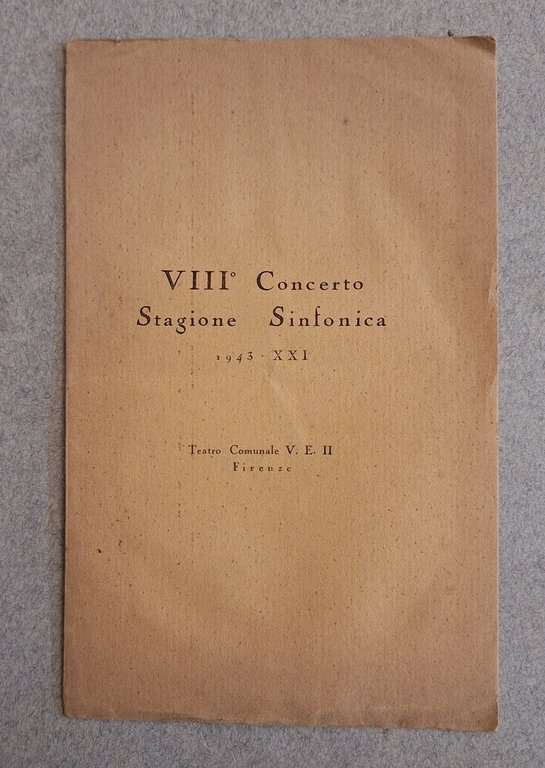 VIII° Concerto
Stagione Sinfonica
1943 · XXI
Teatro Comunale V. E. II
Firenze